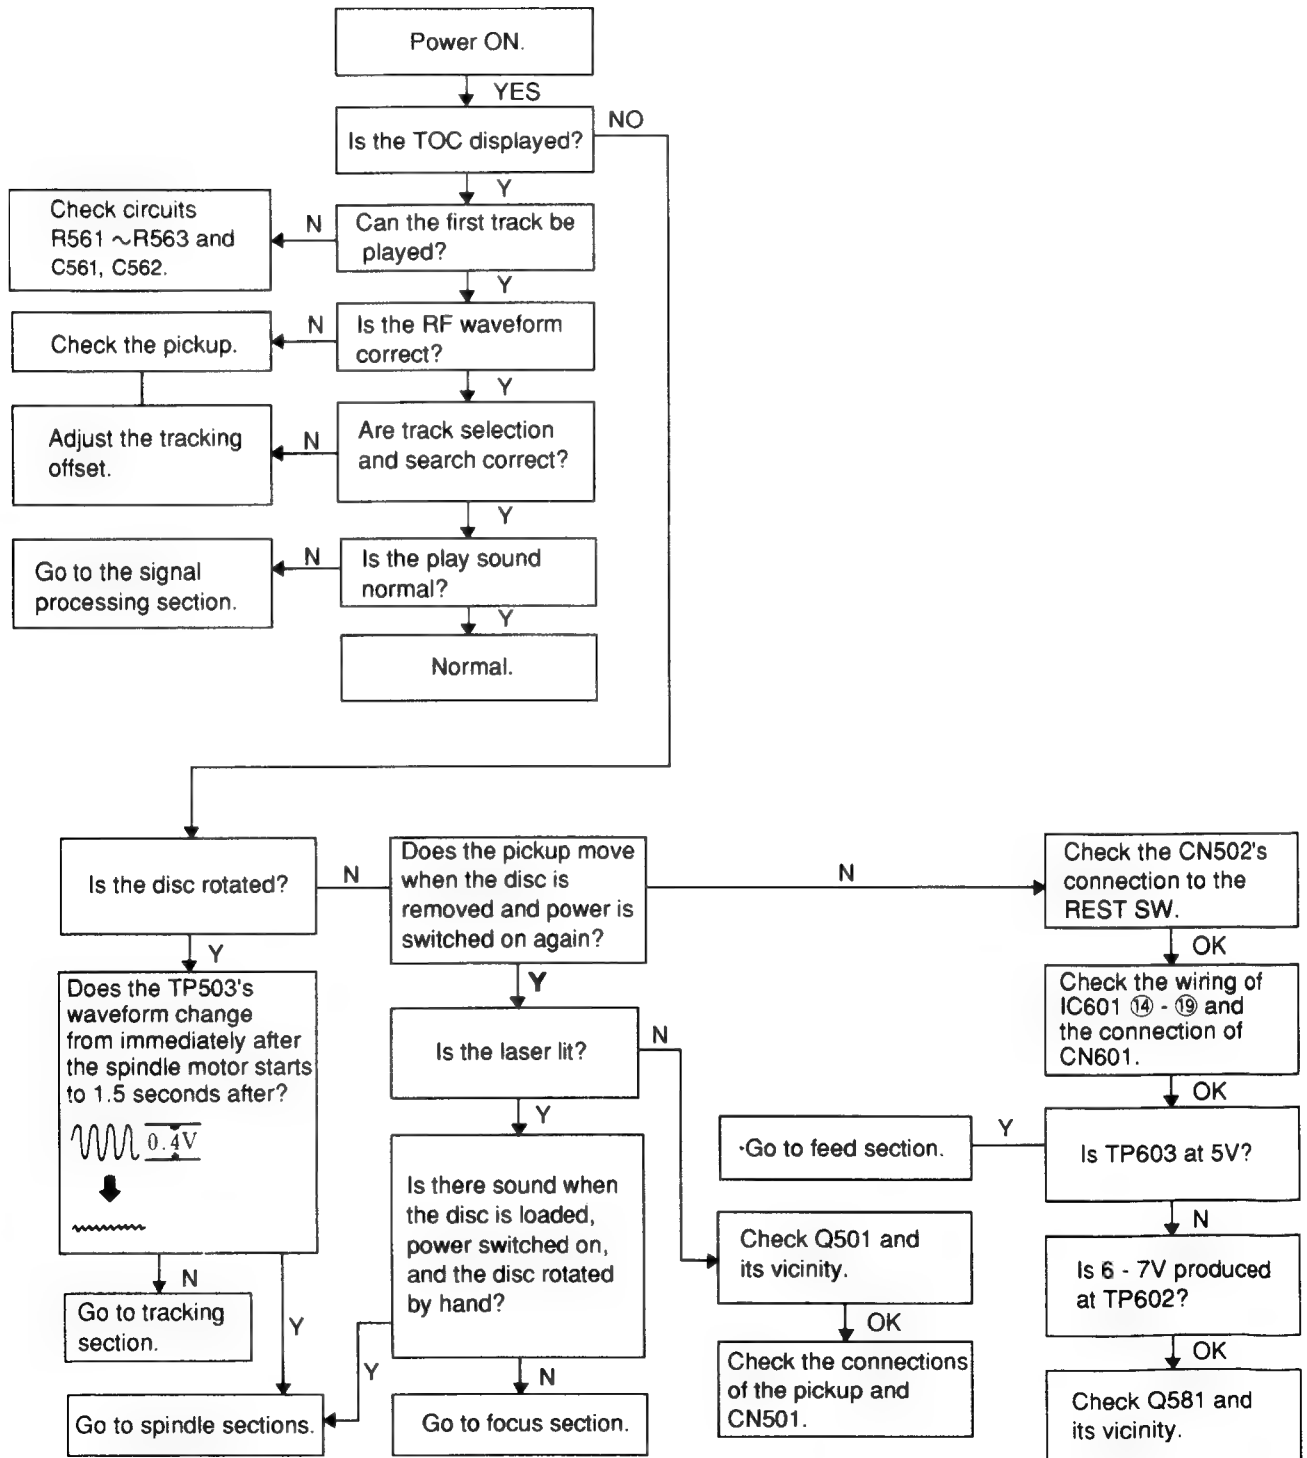 Power ON.
YES
Is the TOC displayed?
NO
Y
Check circuits
R561 ~R563 and
C561, C562.
N
Can the first track be
played?
Y
Check the pickup.
N
Is the RF waveform
correct?
Y
Adjust the tracking
offset.
N
Are track selection
and search correct?
Y
Go to the signal
processing section.
N
Is the play sound
normal?
Y
Normal.
Is the disc rotated?
N
Does the pickup move
when the disc is
removed and power is
switched on again?
N
Check the CN502's
connection to the
REST SW.
Y
Y
OK
Does the TP503's
waveform change
from immediately after
the spindle motor starts
to 1.5 seconds after?
0.4V
Is the laser lit?
N
Check the wiring of
IC601 ⑭ - ⑲ and
the connection of
CN601.
Y
OK
Is there sound when
the disc is loaded,
power switched on,
and the disc rotated
by hand?
·Go to feed section.
Y
Is TP603 at 5V?
N
Check Q501 and
its vicinity.
Is 6 - 7V produced
at TP602?
N
Go to tracking
section.
Y
Y
N
OK
OK
Check the connections
of the pickup and
CN501.
Go to spindle sections.
Go to focus section.
Check Q581 and
its vicinity.